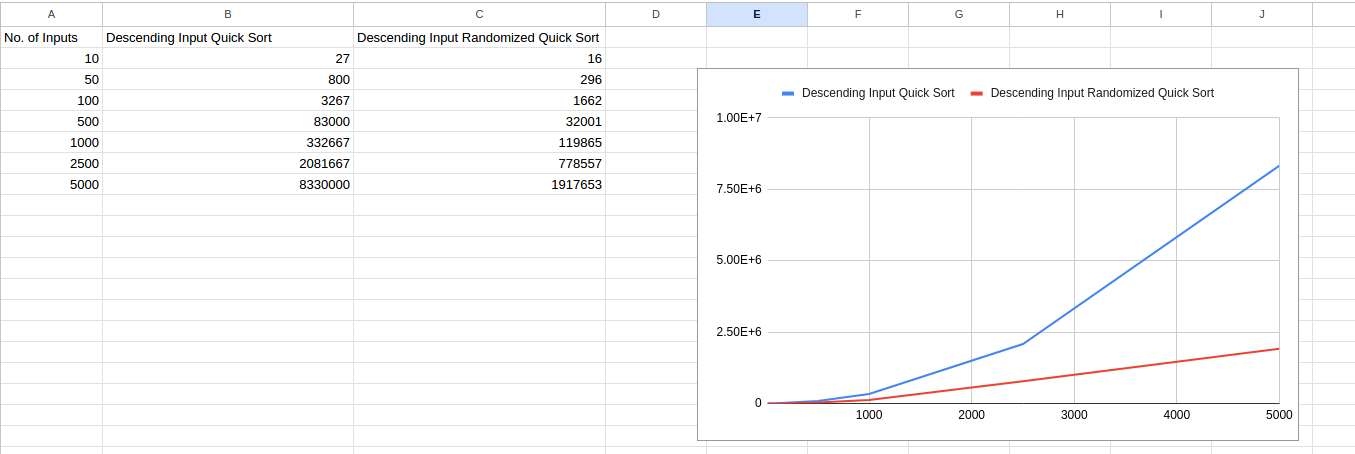 A B C D E F G H I J
No. of Inputs Descending Input Quick Sort Descending Input Randomized Quick Sort
10 27 16
50 800 296
100 3267 1662
500 83000 32001
1000 332667 119865
2500 2081667 778557
5000 8330000 1917653
Descending Input Quick Sort Descending Input Randomized Quick Sort
1.00E+7
7.50E+6
5.00E+6
2.50E+6
0
1000 2000 3000 4000 5000